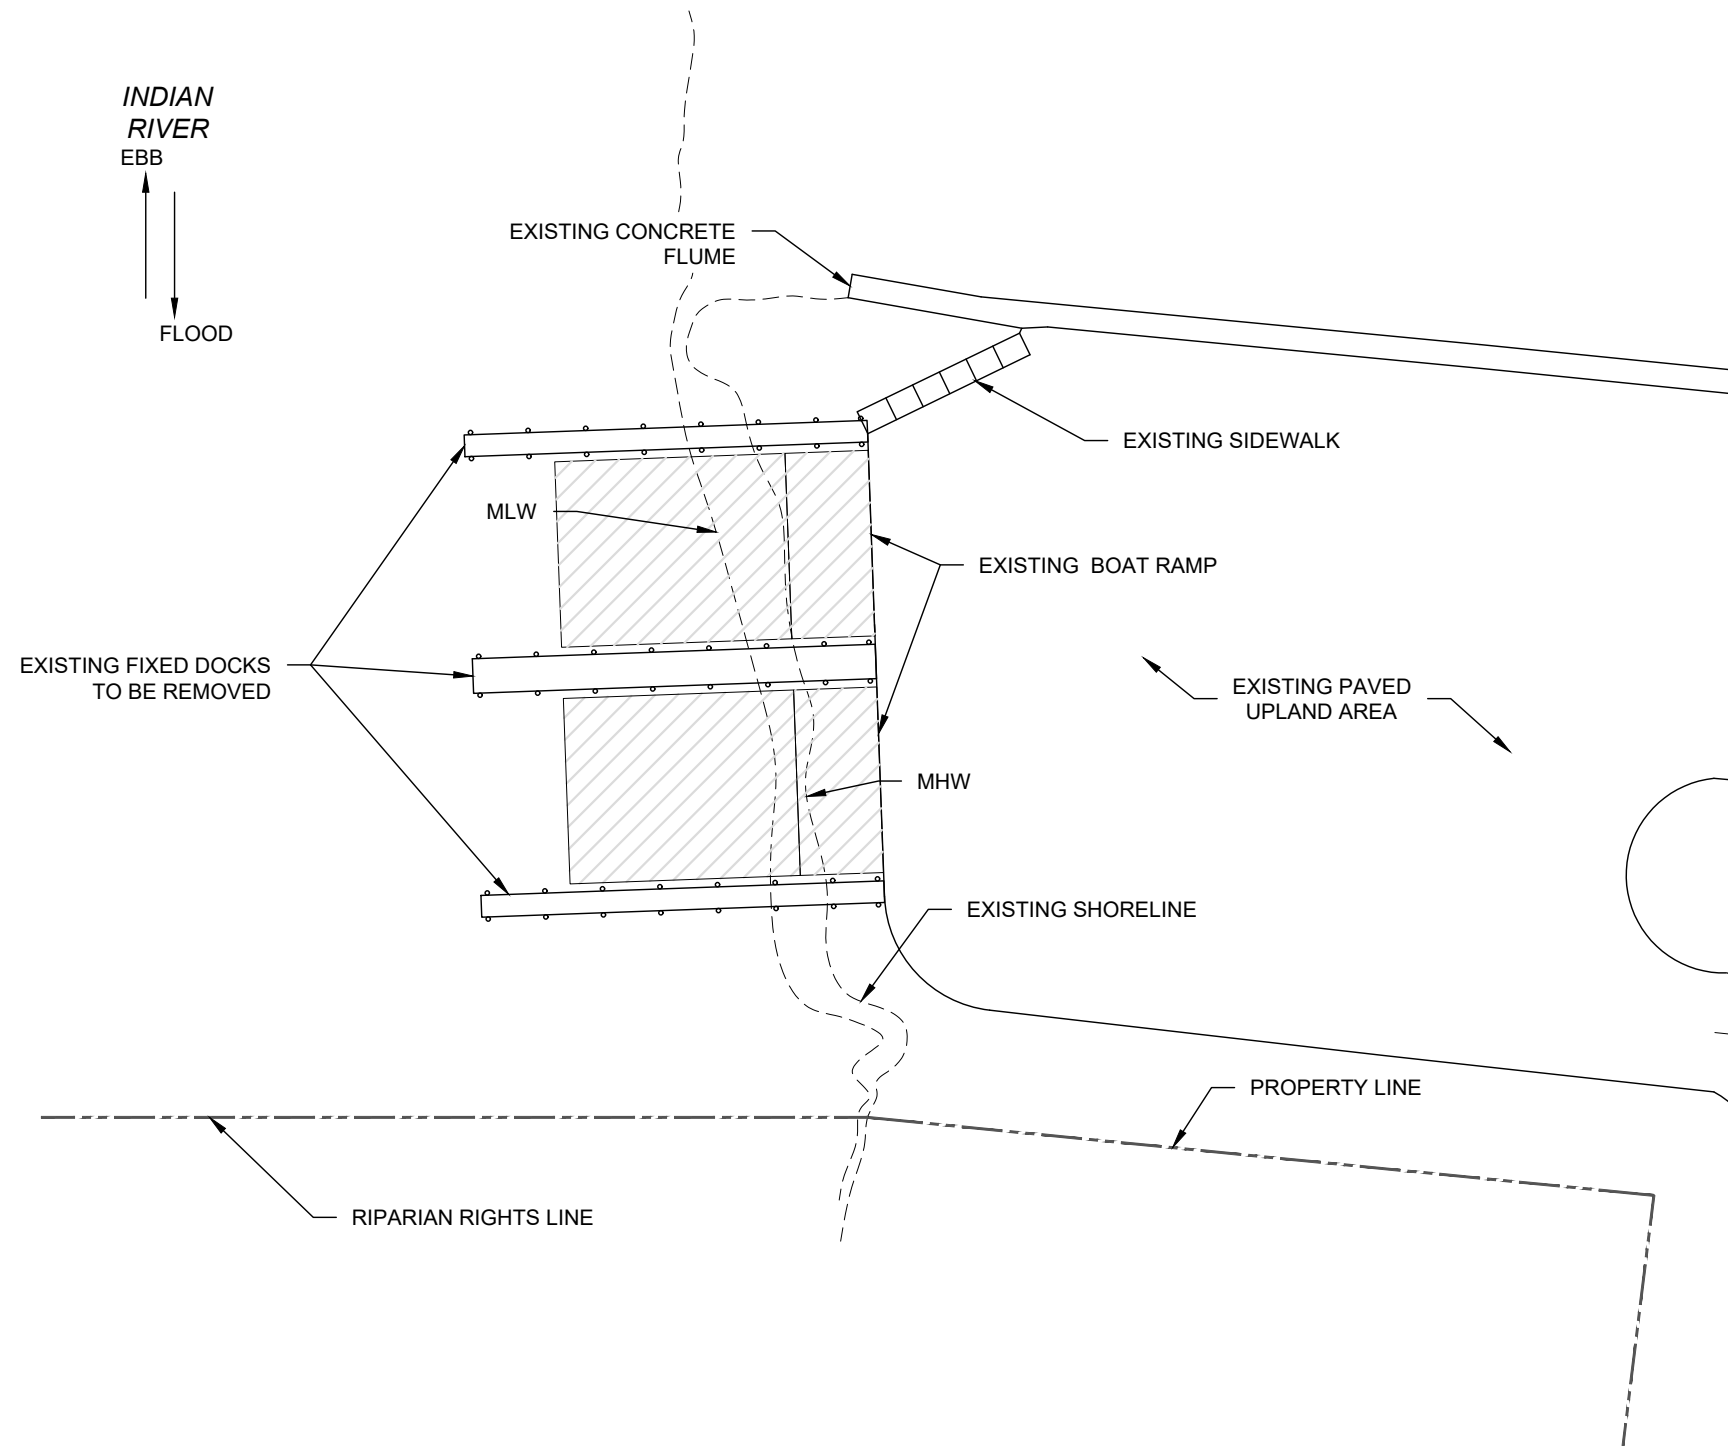 INDIAN
RIVER
EBB
FLOOD
EXISTING CONCRETE
FLUME
EXISTING SIDEWALK
MLW
EXISTING BOAT RAMP
EXISTING FIXED DOCKS
TO BE REMOVED
EXISTING PAVED
UPLAND AREA
MHW
EXISTING SHORELINE
PROPERTY LINE
RIPARIAN RIGHTS LINE